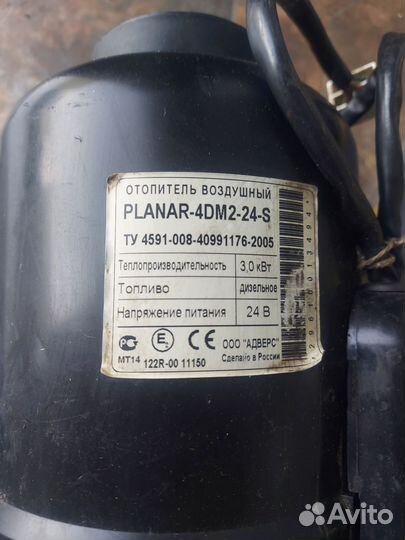 ОТОПИТЕЛЬ ВОЗДУШНЫЙ
PLANAR-4DM2-24-S
ТУ 4591-008-40991176-2005
Теплопроизводительность 3,0 кВт
Топливо дизельное
Напряжение питания 24 В
МТ14 E CE ООО "АДВЕРС"
122R-00 11150 Сделано в России
Avito